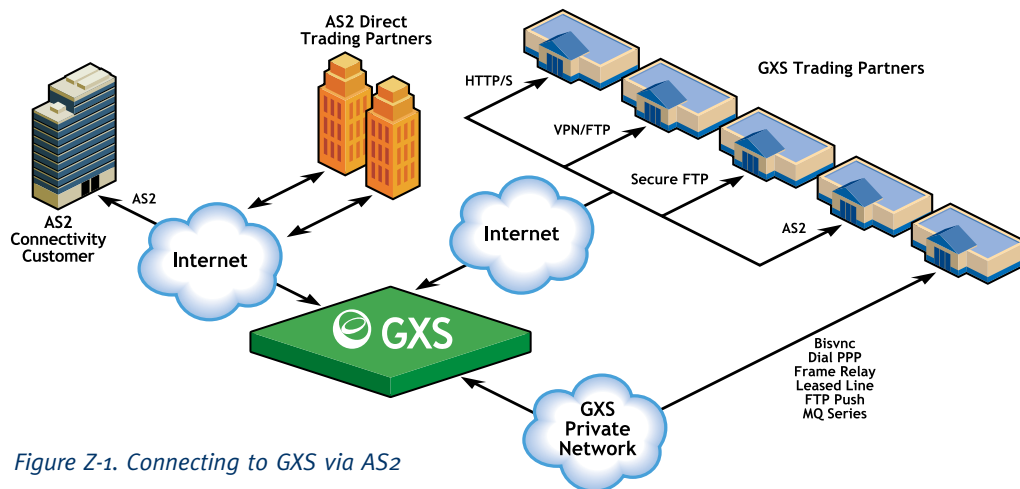 AS2 Direct
Trading Partners
GXS Trading Partners
HTTP/S
VPN/FTP
Secure FTP
AS2
AS2
AS2
Connectivity
Customer
Internet
Internet
GXS
Bisvnc
Dial PPP
Frame Relay
Leased Line
FTP Push
MQ Series
GXS
Private
Network
Figure Z-1. Connecting to GXS via AS2